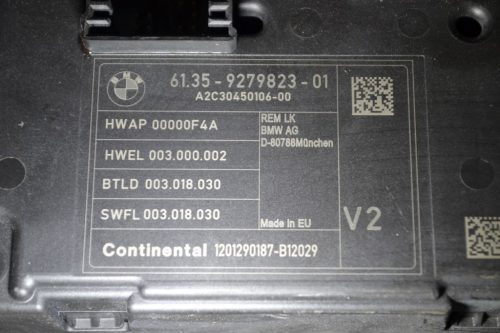 BMW
61.35 - 9279823 - 01
A2C30450106-00
HWAP 00000F4A
REM LK
BMW AG
D-80788München
HWEL 003.000.002
BTLD 003.018.030
SWFL 003.018.030
Made in EU
V2
Continental 1201290187-B12029